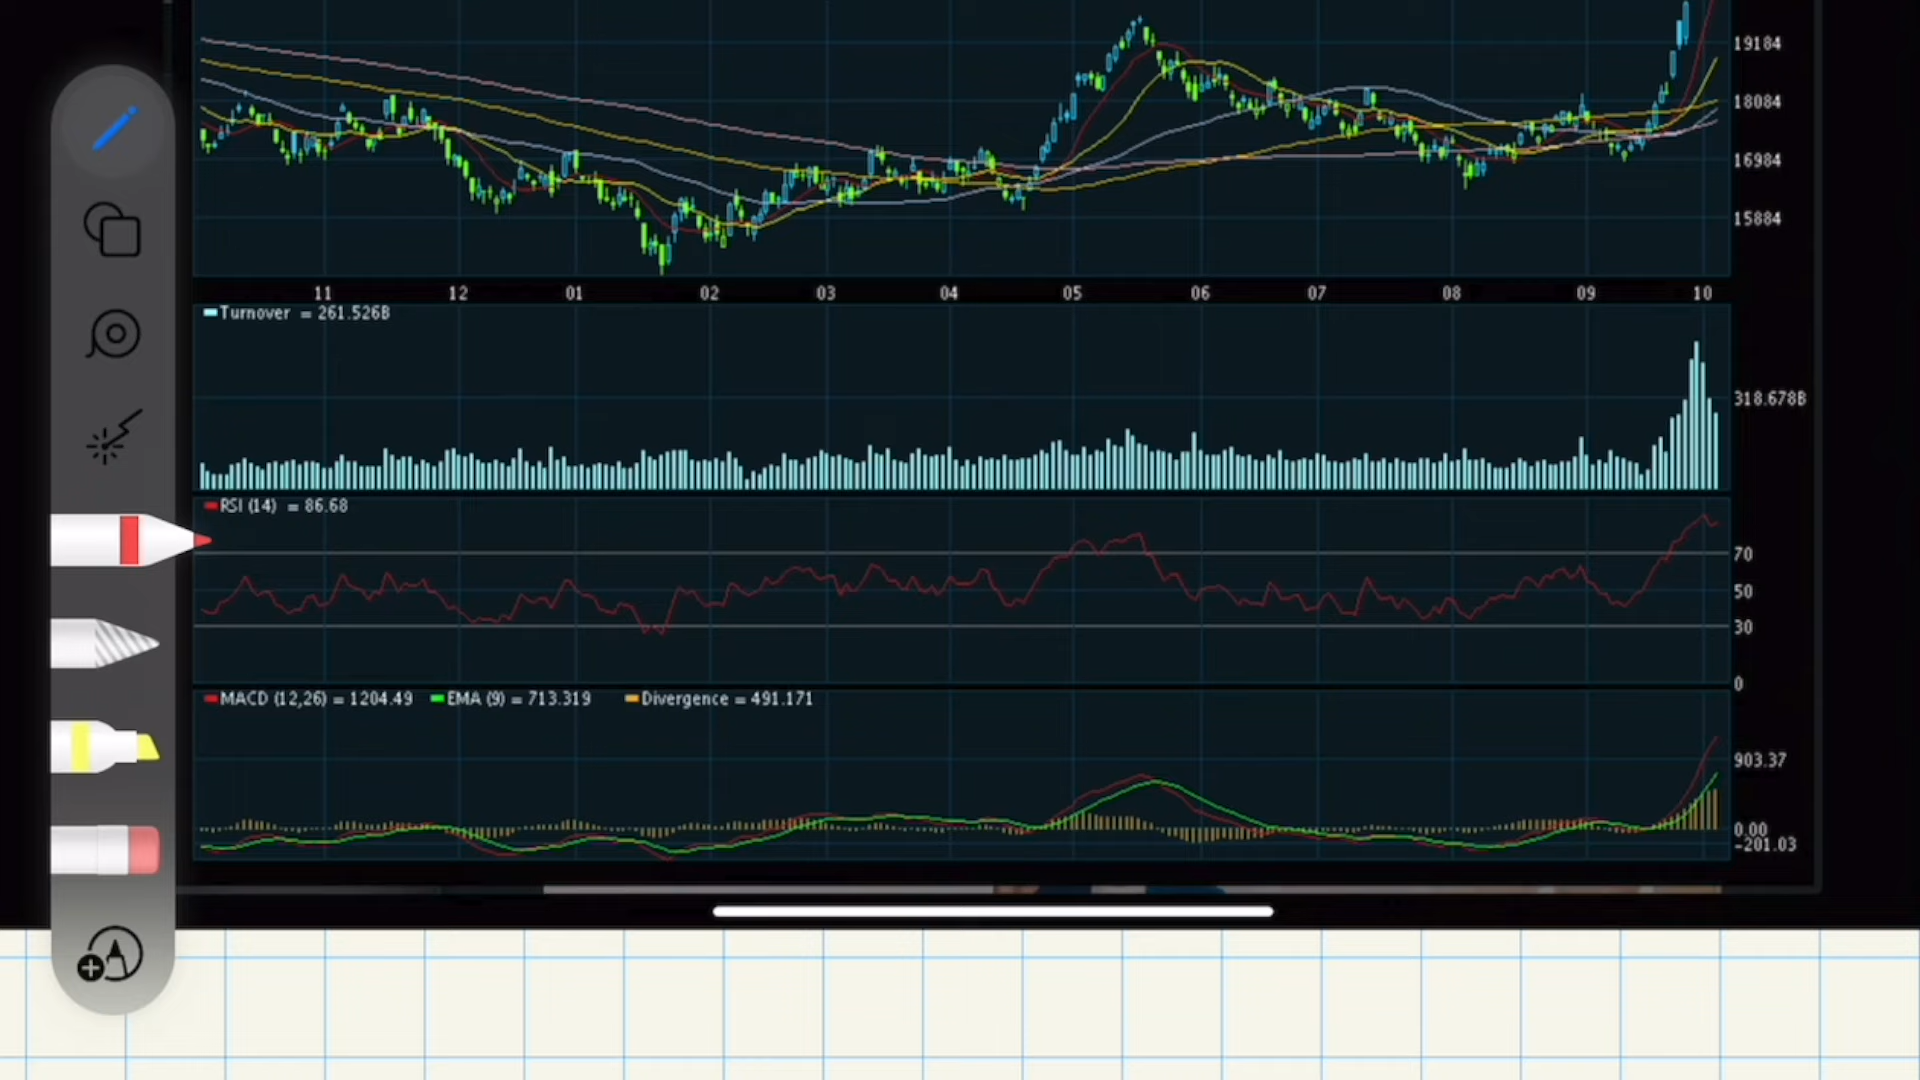 19184
18084
16984
15884
11 12 01 02 03 04 05 06 07 08 09 10
Turnover = 261.526B
318.678B
RSI (14) = 86.68
70
50
30
0
MACD (12,26) = 1204.49 EMA (9) = 713.319 Divergence = 491.171
903.37
0.00
-201.03